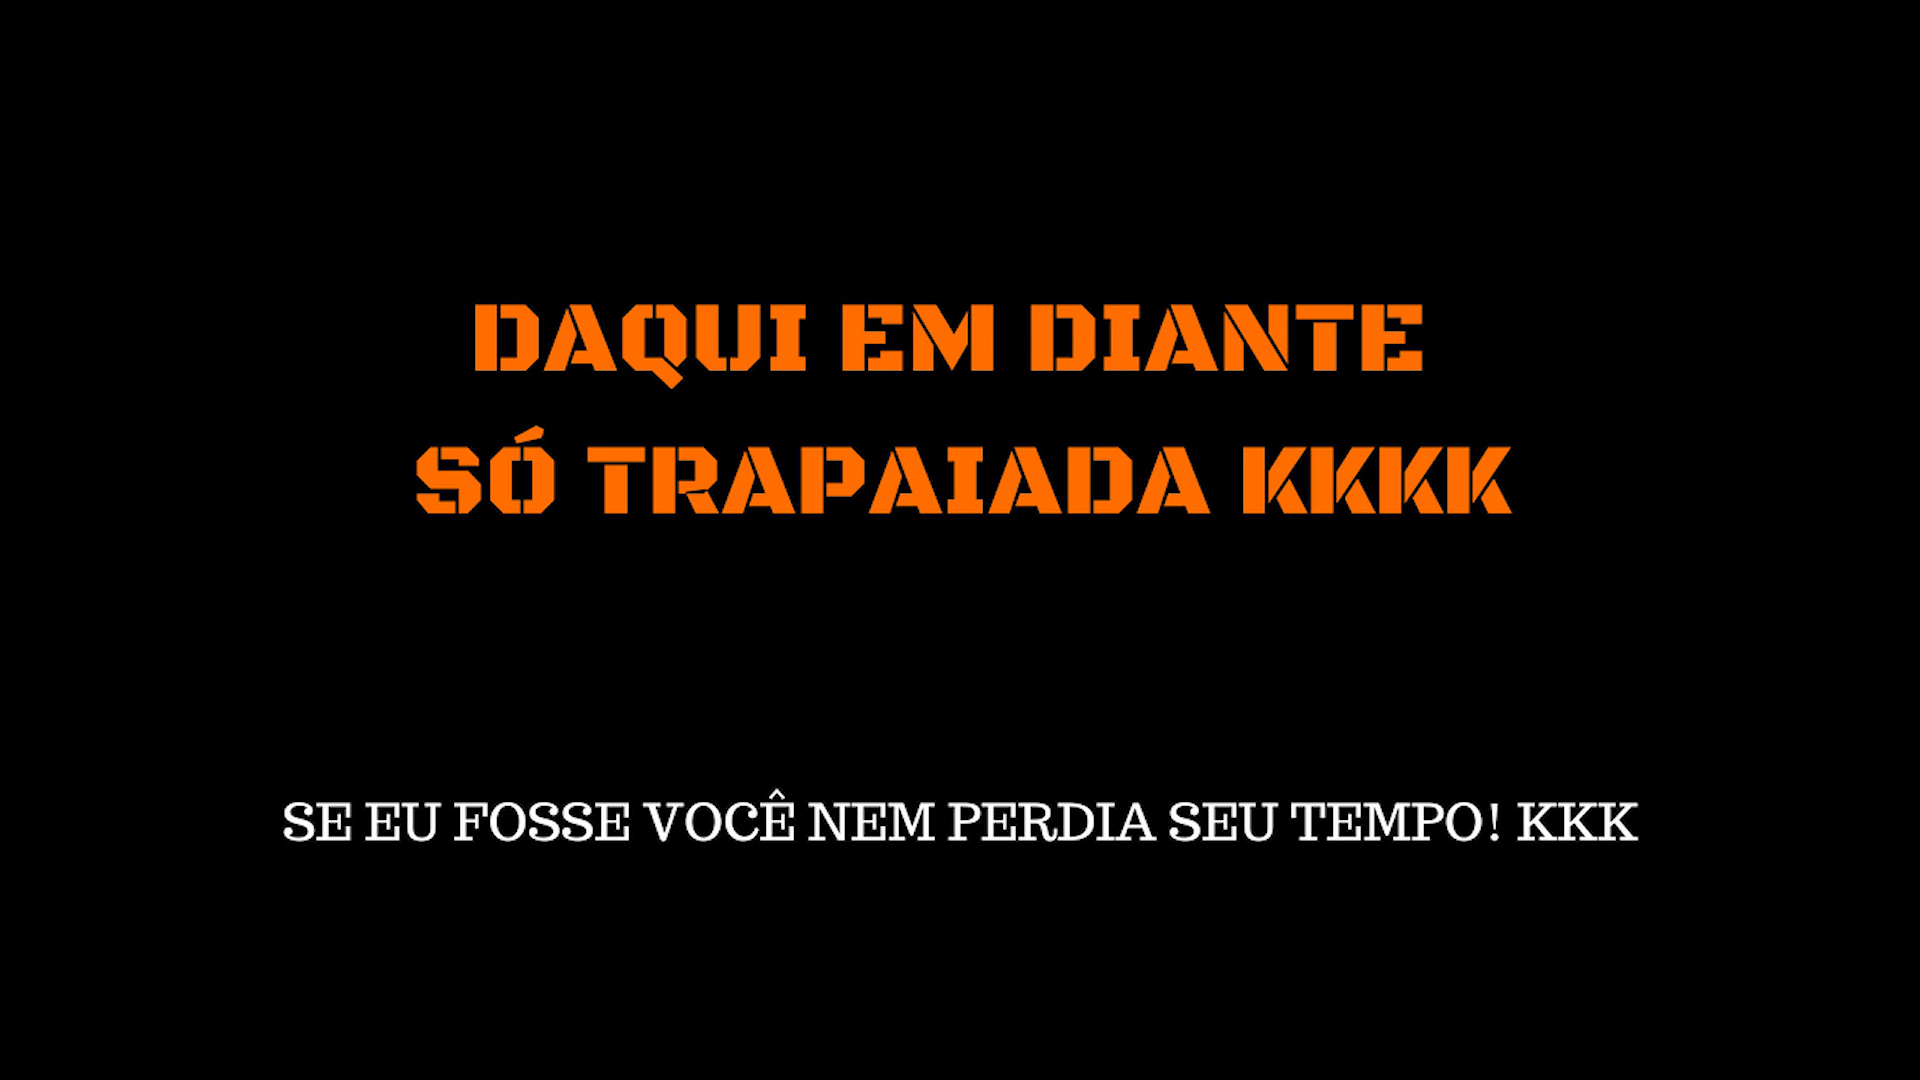 DAQUI EM DIANTE
SÓ TRAPAIADA KKKK
SE EU FOSSE VOCÊ NEM PERDIA SEU TEMPO! KKK